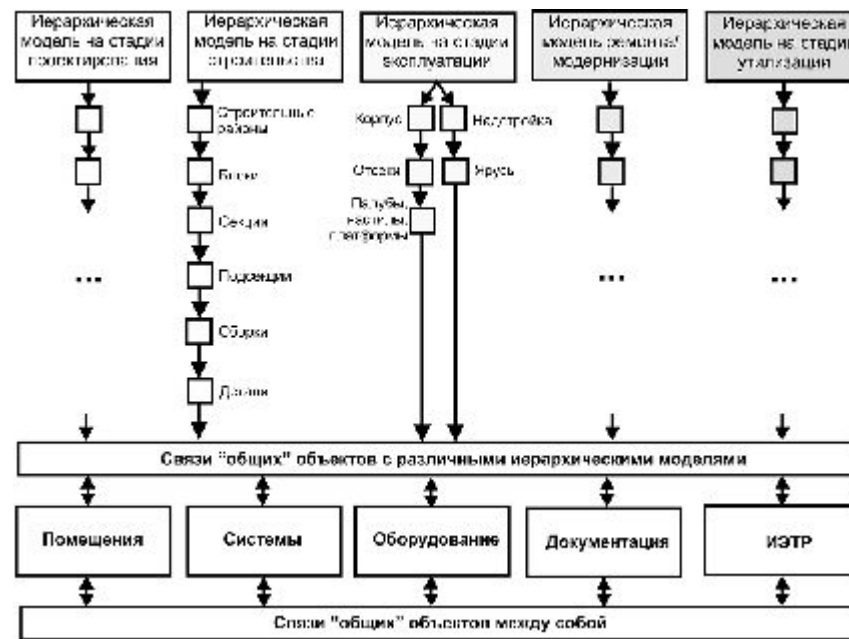 Иерархическая
модель на стадии
проектирования
Иерархическая
модель на стадии
строительства
Иерархическая
модель на стадии
эксплуатации
Иерархическая
модель ремонта/
модернизации
Иерархическая
модель на стадии
утилизации
Строительные
районы
Блоки
Секции
Подсекции
Сборки
Детали
Корпус
Отсеки
Палубы,
настилы,
платформы
Надстройка
Ярусы
...
...
...
Связи "общих" объектов с различными иерархическими моделями
Помещения
Системы
Оборудование
Документация
ИЭТР
Связи "общих" объектов между собой